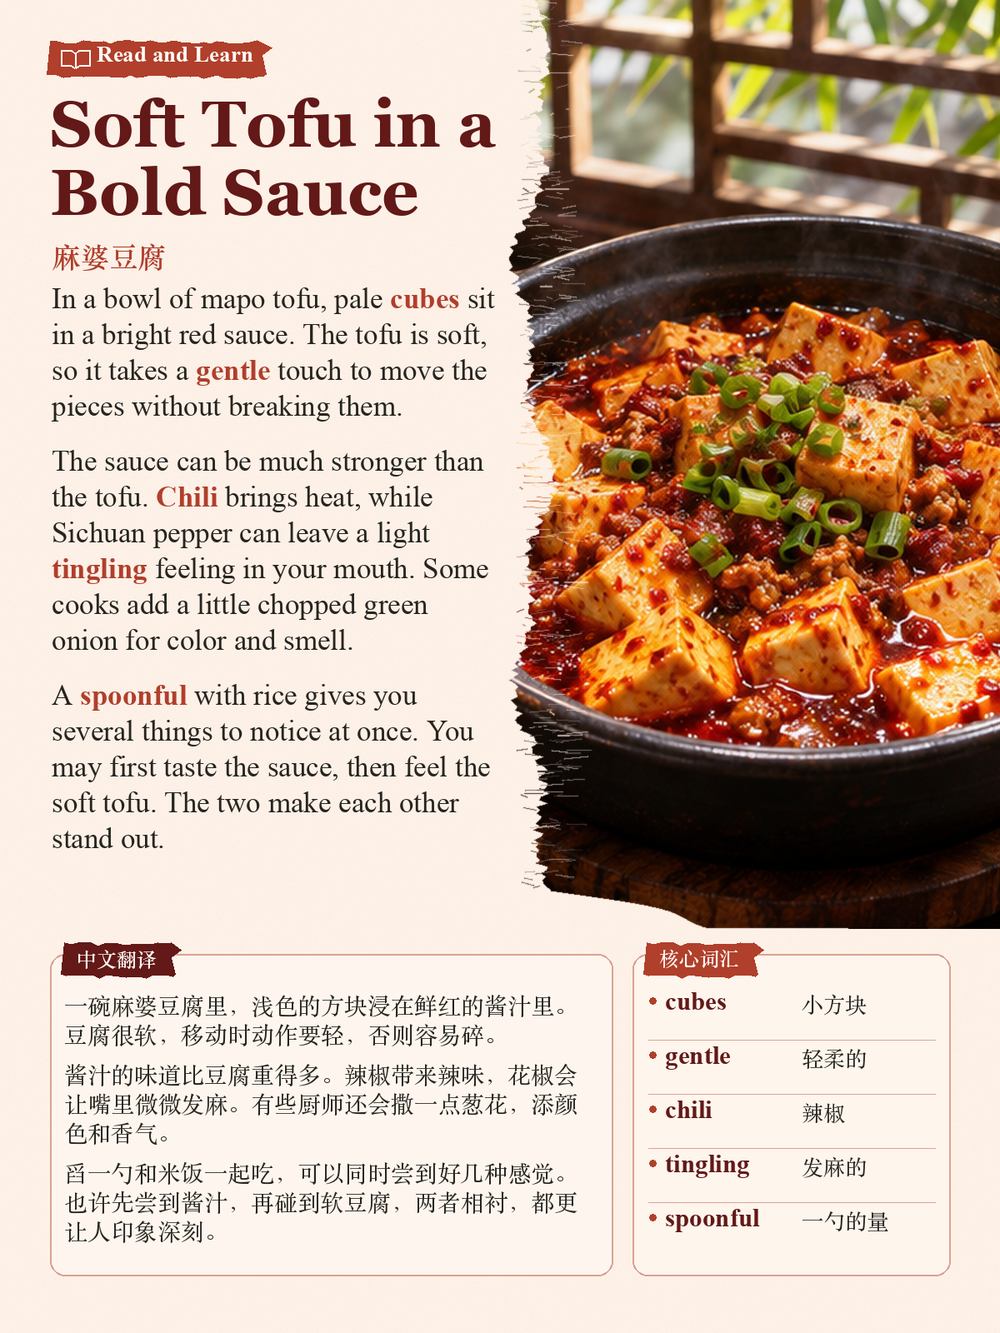 Read and Learn
Soft Tofu in a
Bold Sauce
麻婆豆腐
In a bowl of mapo tofu, pale cubes sit
in a bright red sauce. The tofu is soft,
so it takes a gentle touch to move the
pieces without breaking them.
The sauce can be much stronger than
the tofu. Chili brings heat, while
Sichuan pepper can leave a light
tingling feeling in your mouth. Some
cooks add a little chopped green
onion for color and smell.
A spoonful with rice gives you
several things to notice at once. You
may first taste the sauce, then feel the
soft tofu. The two make each other
stand out.
中文翻译
一碗麻婆豆腐里，浅色的方块浸在鲜红的酱汁里。
豆腐很软，移动时动作要轻，否则容易碎。
酱汁的味道比豆腐重得多。辣椒带来辣味，花椒会
让嘴里微微发麻。有些厨师还会撒一点葱花，添颜
色和香气。
舀一勺和米饭一起吃，可以同时尝到好几种感觉。
也许先尝到酱汁，再碰到软豆腐，两者相衬，都更
让人印象深刻。
核心词汇
• cubes 小方块
• gentle 轻柔的
• chili 辣椒
• tingling 发麻的
• spoonful 一勺的量